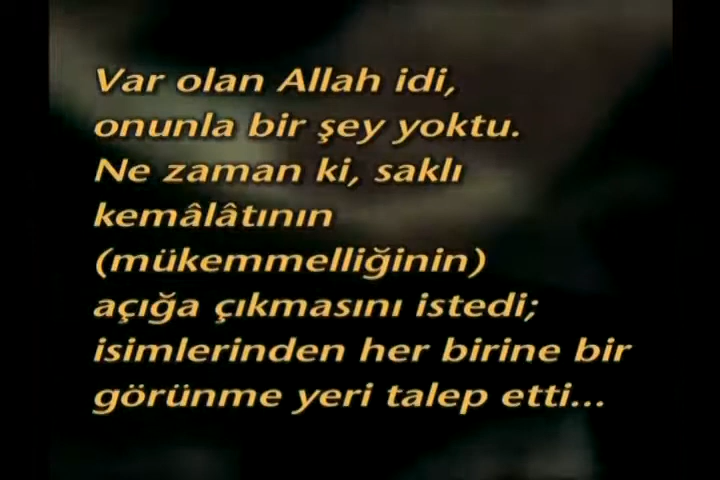 Var olan Allah idi,
onunla bir şey yoktu.
Ne zaman ki, saklı
kemâlâtının
(mükemmelliğinin)
açığa çıkmasını istedi;
isimlerinden her birine bir
görünme yeri talep etti...